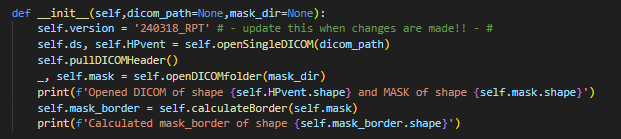 def __init__(self,dicom_path=None,mask_dir=None):
self.version = '240318_RPT' # - update this when changes are made!! - #
self.ds, self.HPvent = self.openSingleDICOM(dicom_path)
self.pullDICOMHeader()
_, self.mask = self.openDICOMfolder(mask_dir)
print(f'Opened DICOM of shape {self.HPvent.shape} and MASK of shape {self.mask.shape}')
self.mask_border = self.calculateBorder(self.mask)
print(f'Calculated mask_border of shape {self.mask_border.shape}')